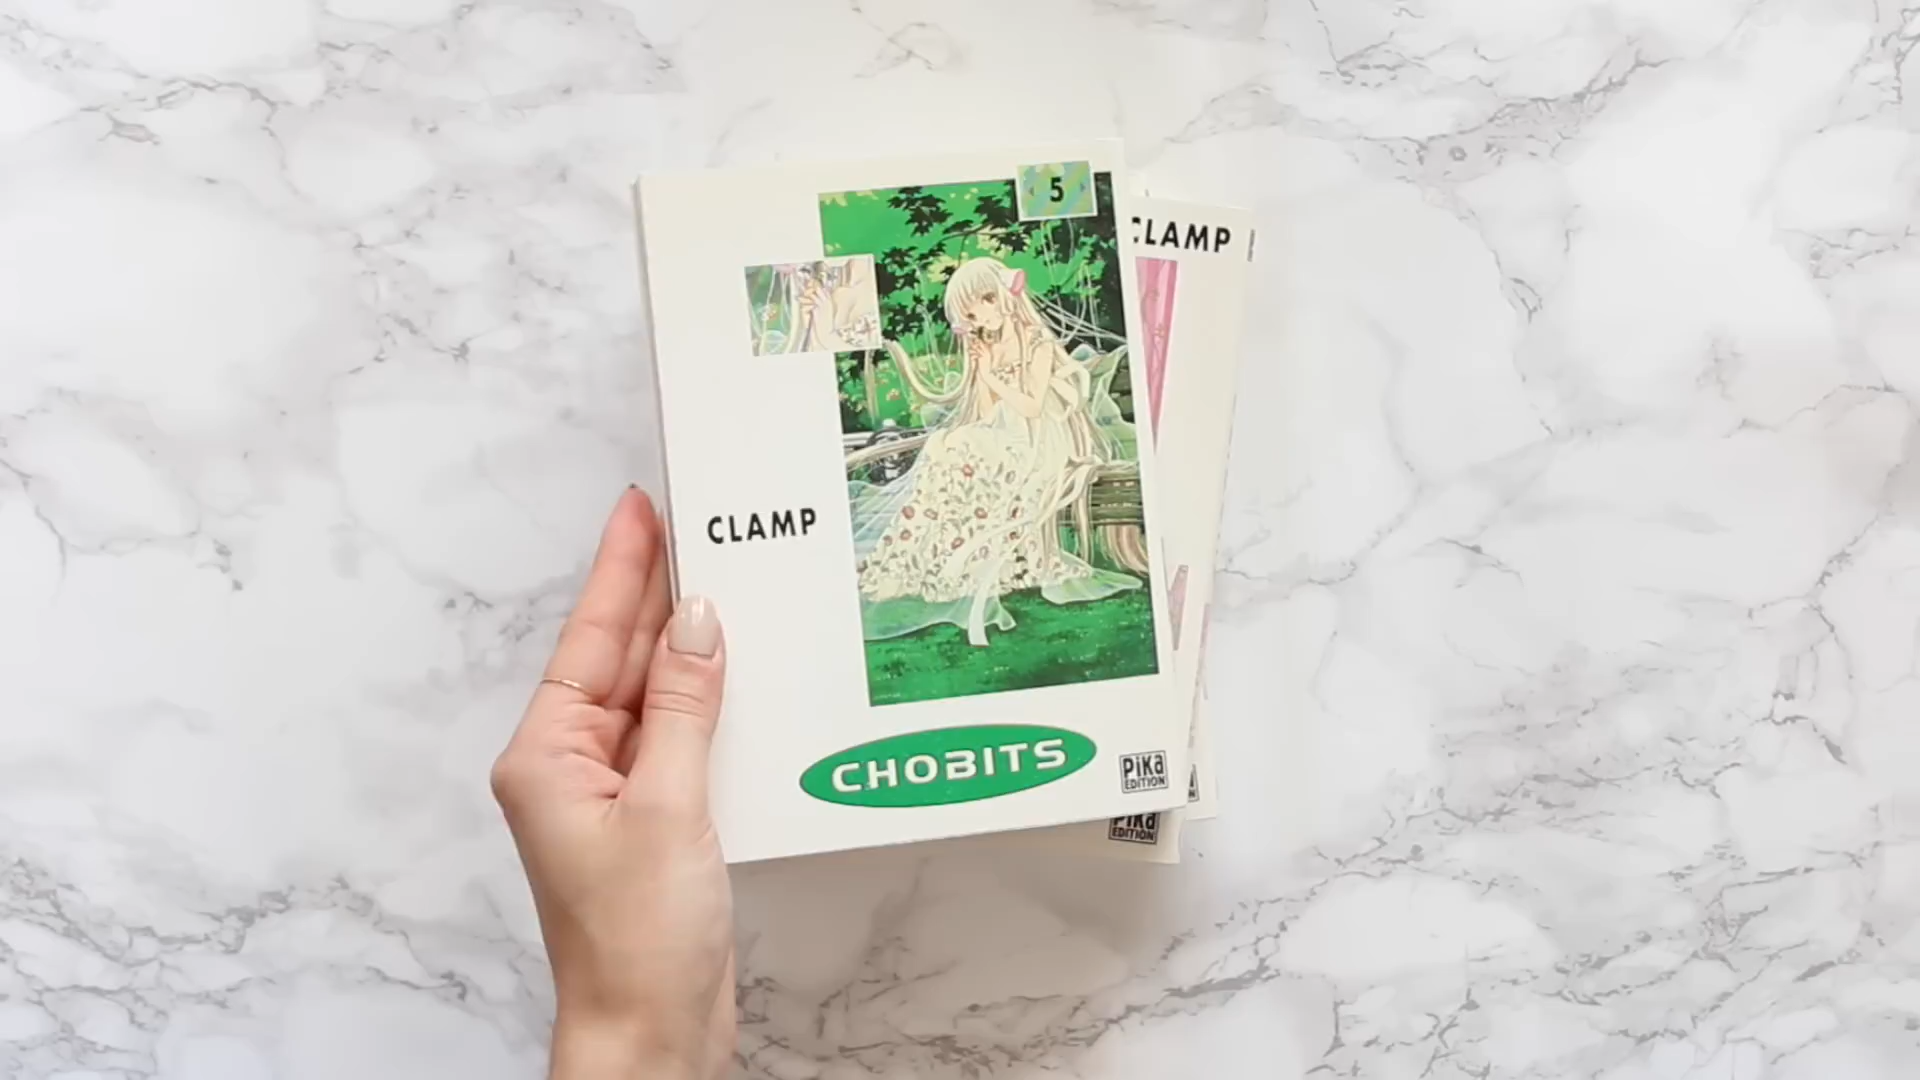 5
CLAMP
CLAMP
CHOBITS
PiKa
EDITION
PiKa
EDITION